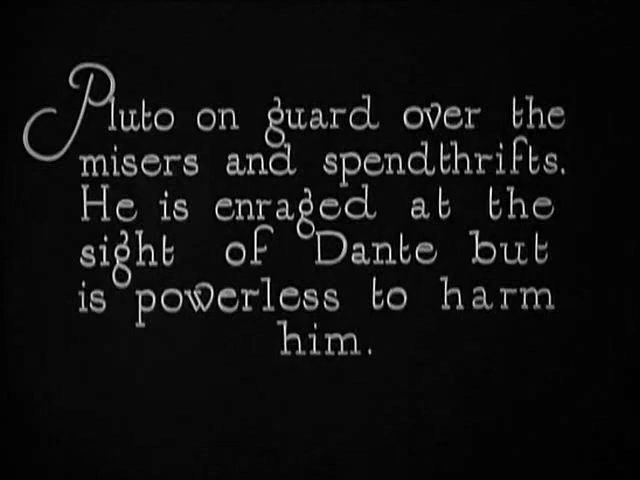 Pluto on guard over the
misers and spendthrifts.
He is enraged at the
sight of Dante but
is powerless to harm
him.